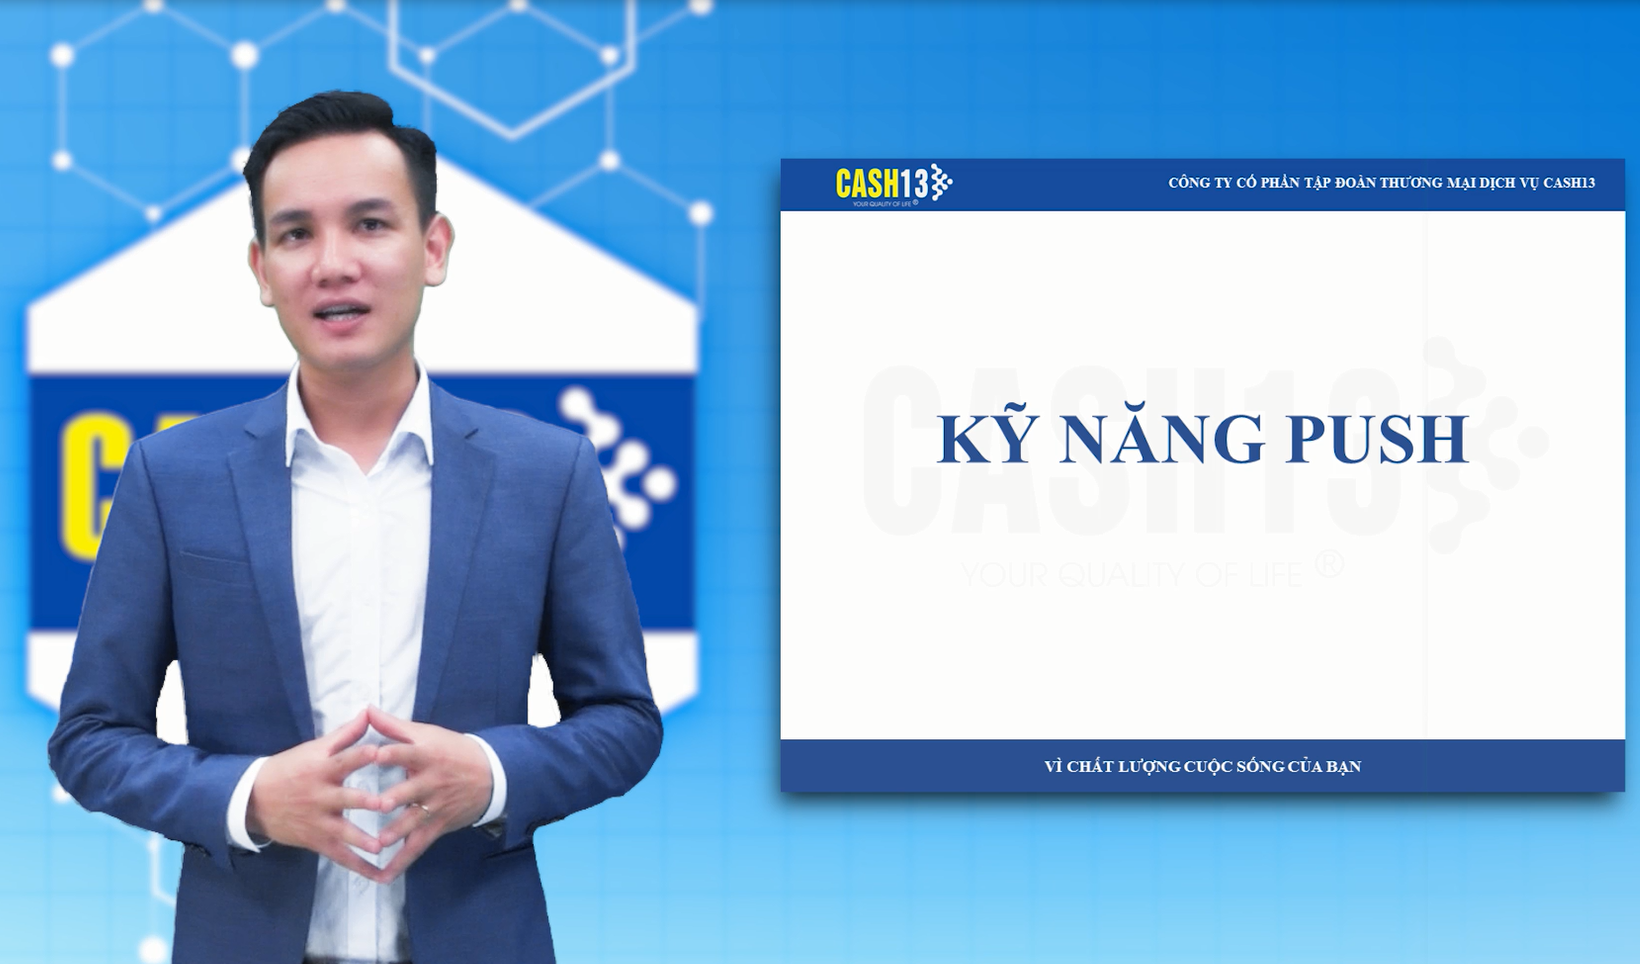 CASH13
YOUR QUALITY OF LIFE ®
CÔNG TY CỔ PHẦN TẬP ĐOÀN THƯƠNG MẠI DỊCH VỤ CASH13
KỸ NĂNG PUSH
CASH13
YOUR QUALITY OF LIFE ®
VÌ CHẤT LƯỢNG CUỘC SỐNG CỦA BẠN